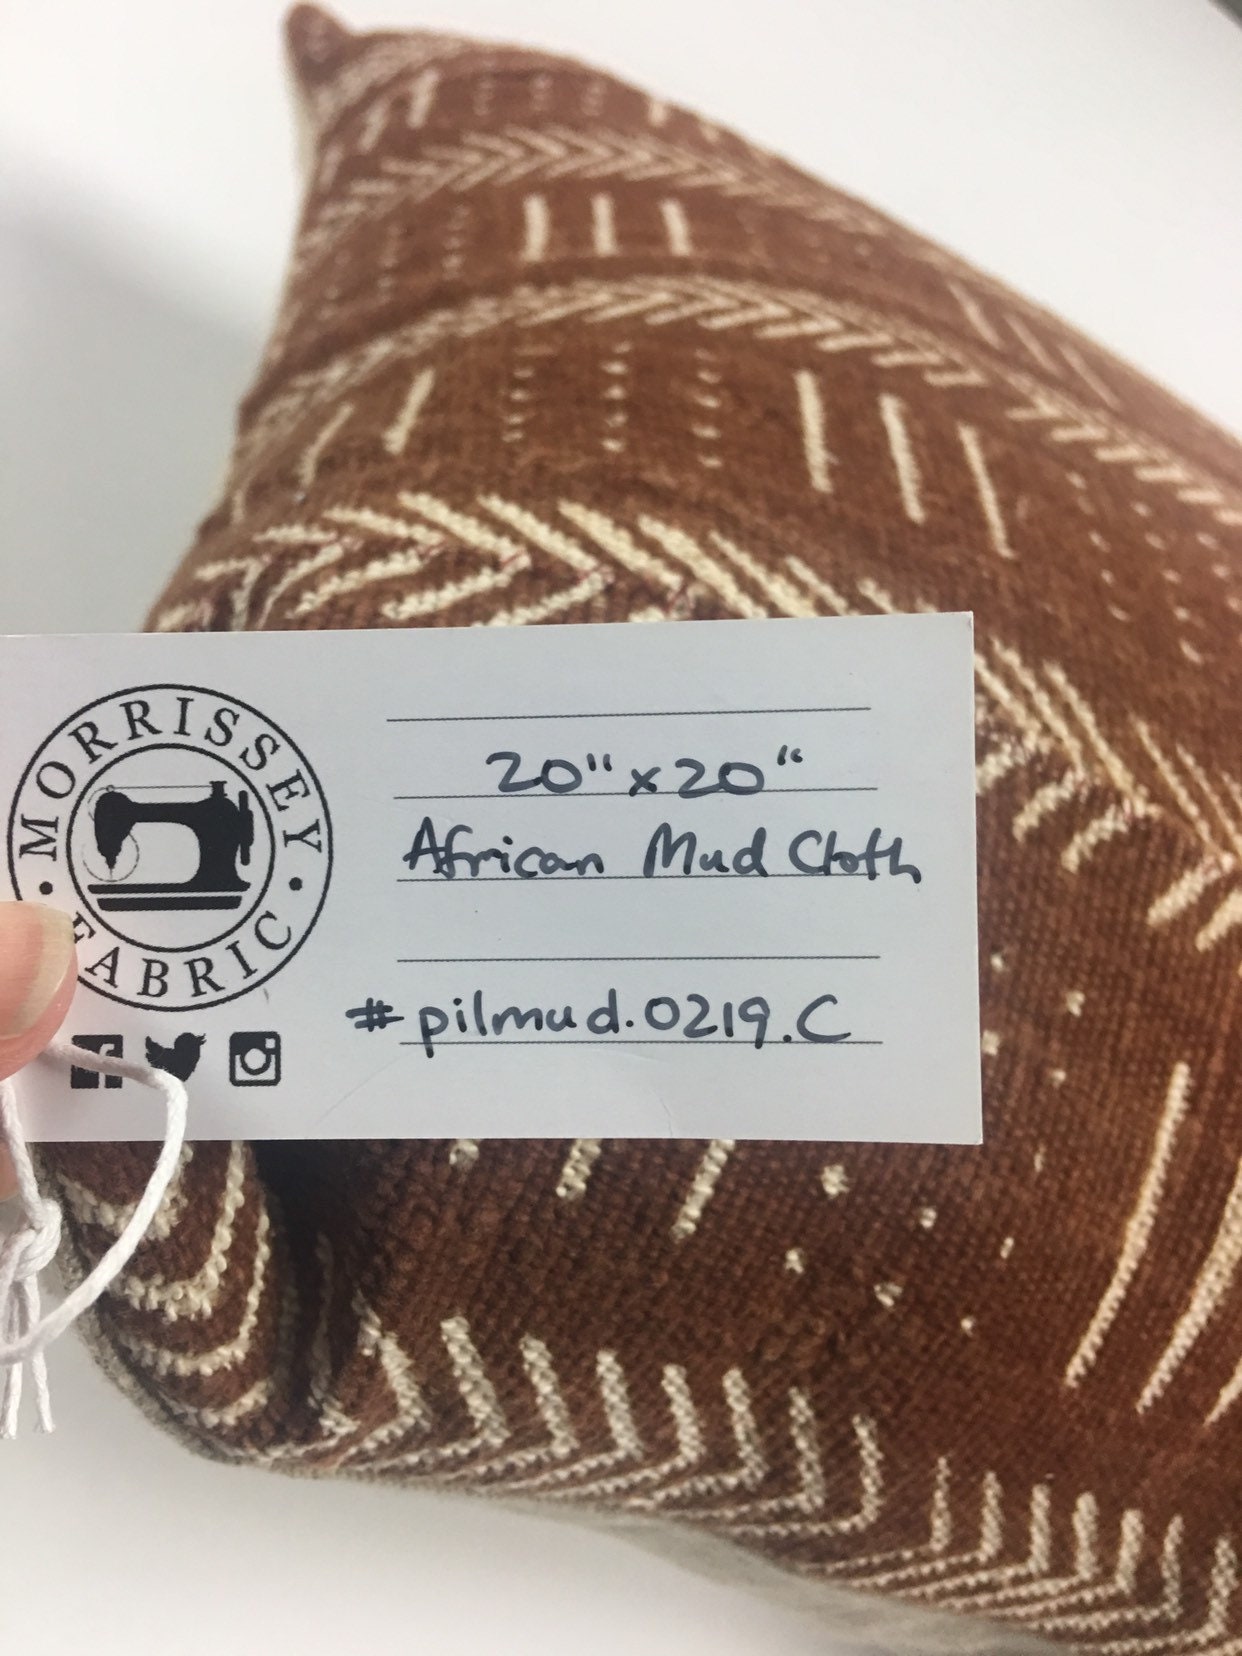 MORRISSEY
FABRIC
20" x 20"
African Mud Cloth
#pilmud.0219.C